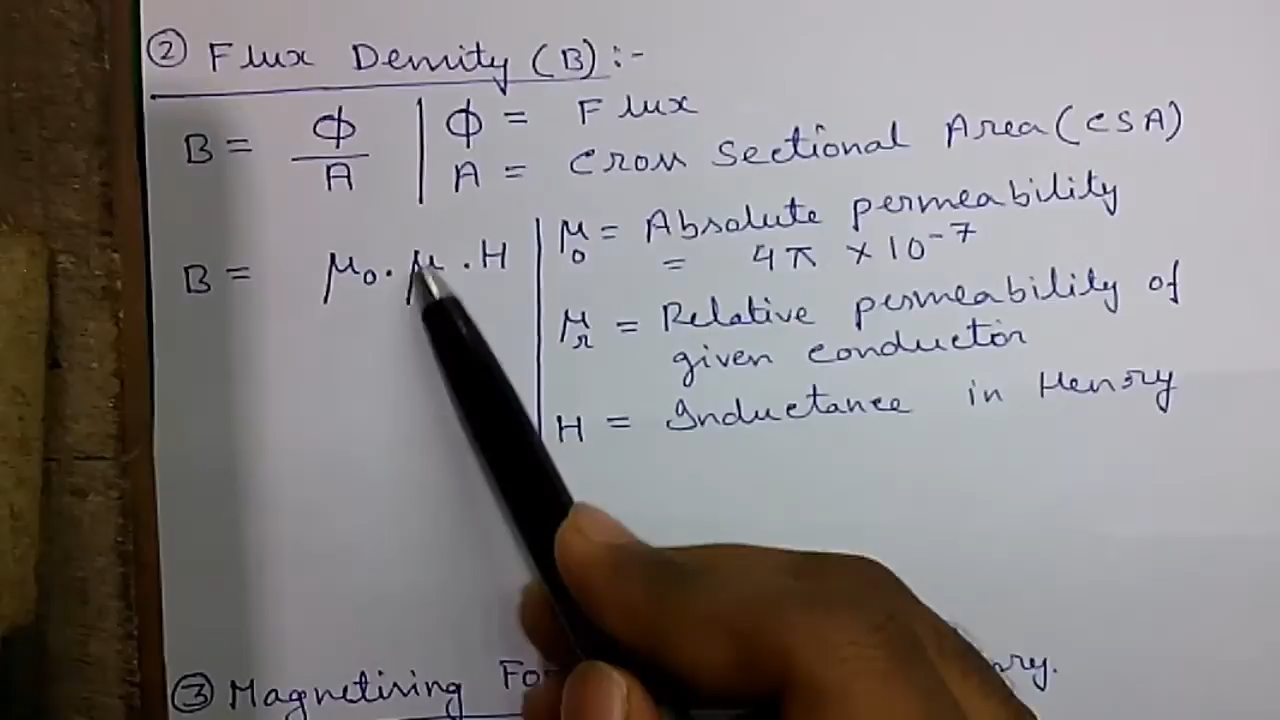 ② Flux Density (B):-
B = Φ/A | Φ = Flux
A = Cross Sectional Area (CSA)
B = μ₀.μ .H | μ₀ = Absolute permeability
= 4π × 10⁻⁷
μr = Relative permeability of
given conductor
H = Inductance in Henry
③ Magnetising